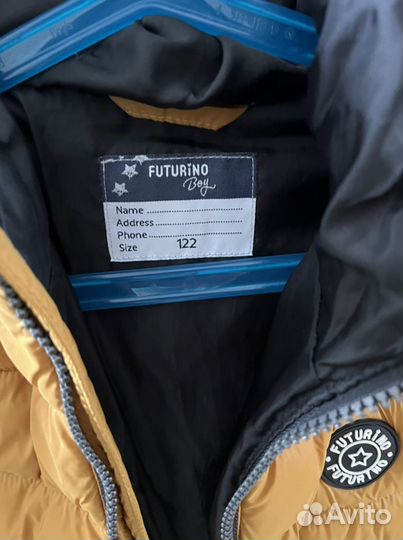 FUTURiNO
Boy
Name
Address
Phone
Size 122
FUTURiNO
FUTURiNO
Avito